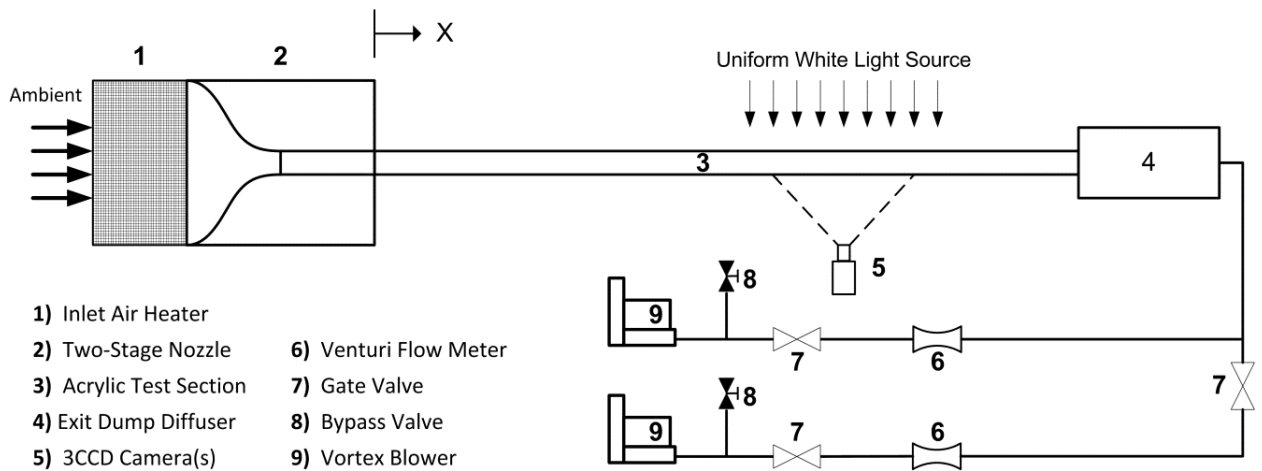 X
1
2
Uniform White Light Source
Ambient
3
4
5
8
9
7
6
7
8
9
7
6
1) Inlet Air Heater
2) Two-Stage Nozzle
3) Acrylic Test Section
4) Exit Dump Diffuser
5) 3CCD Camera(s)
6) Venturi Flow Meter
7) Gate Valve
8) Bypass Valve
9) Vortex Blower